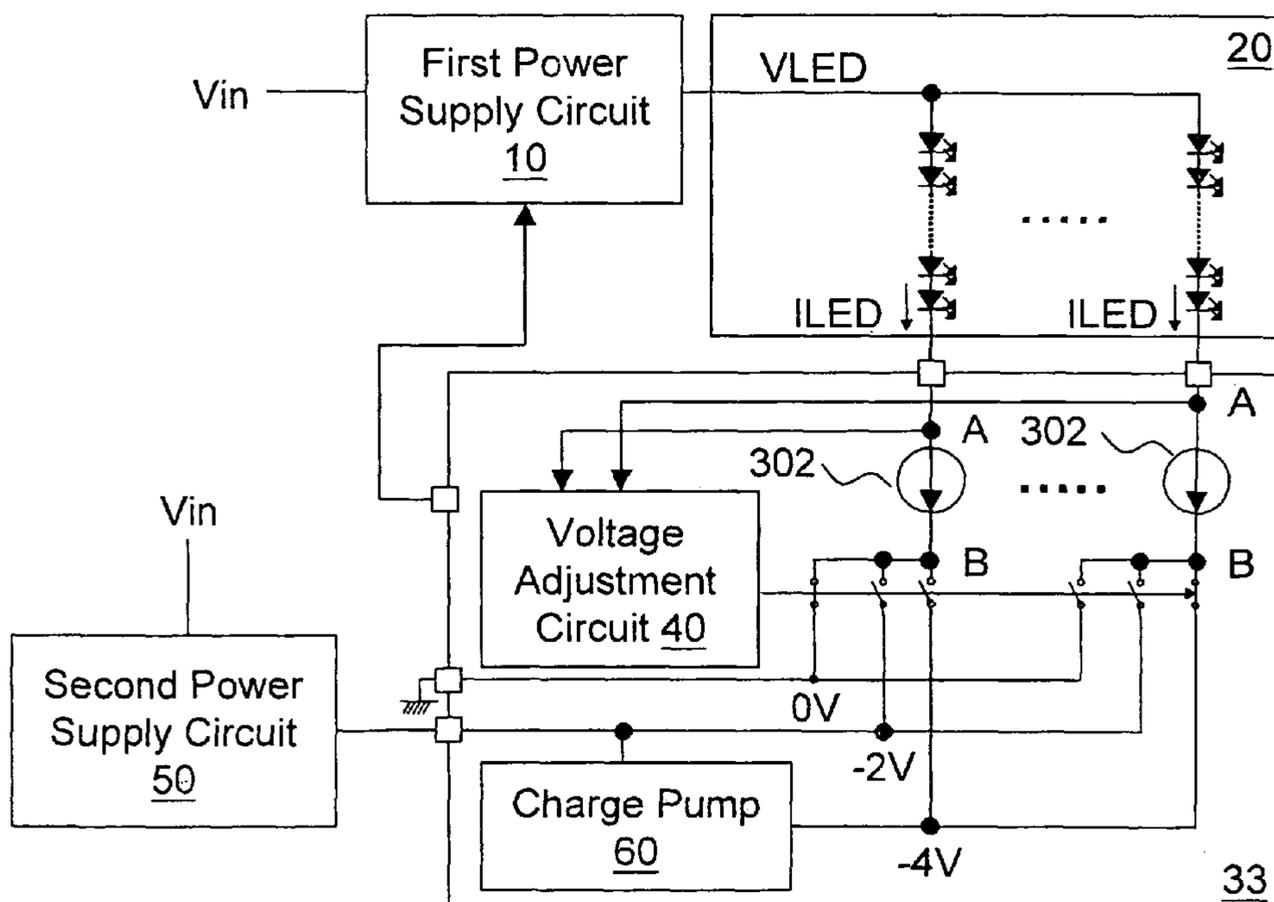 20
First Power
Supply Circuit
10
Vin
VLED
ILED
ILED
A
A
302
302
Vin
Voltage
Adjustment
Circuit 40
B
B
Second Power
Supply Circuit
50
0V
-2V
Charge Pump
60
-4V
33